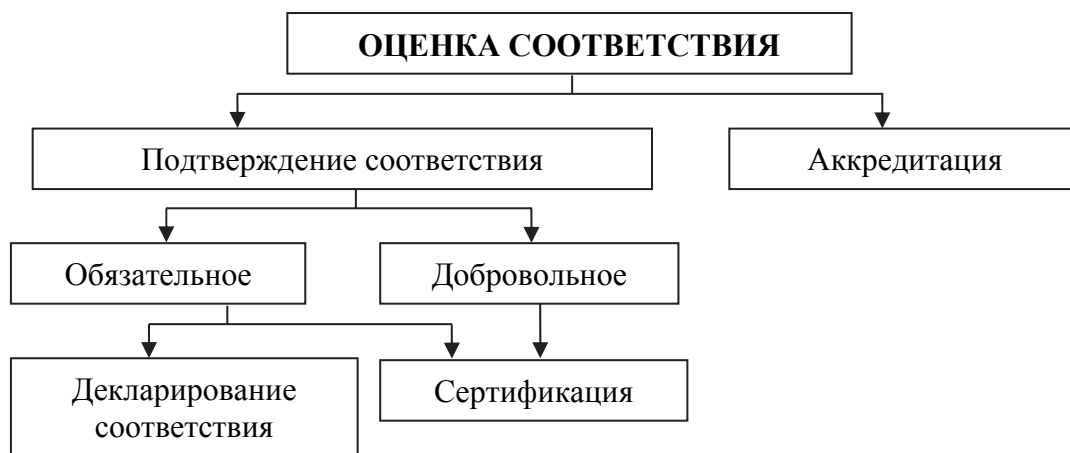 ОЦЕНКА СООТВЕТСТВИЯ
Подтверждение соответствия
Аккредитация
Обязательное
Добровольное
Декларирование
соответствия
Сертификация